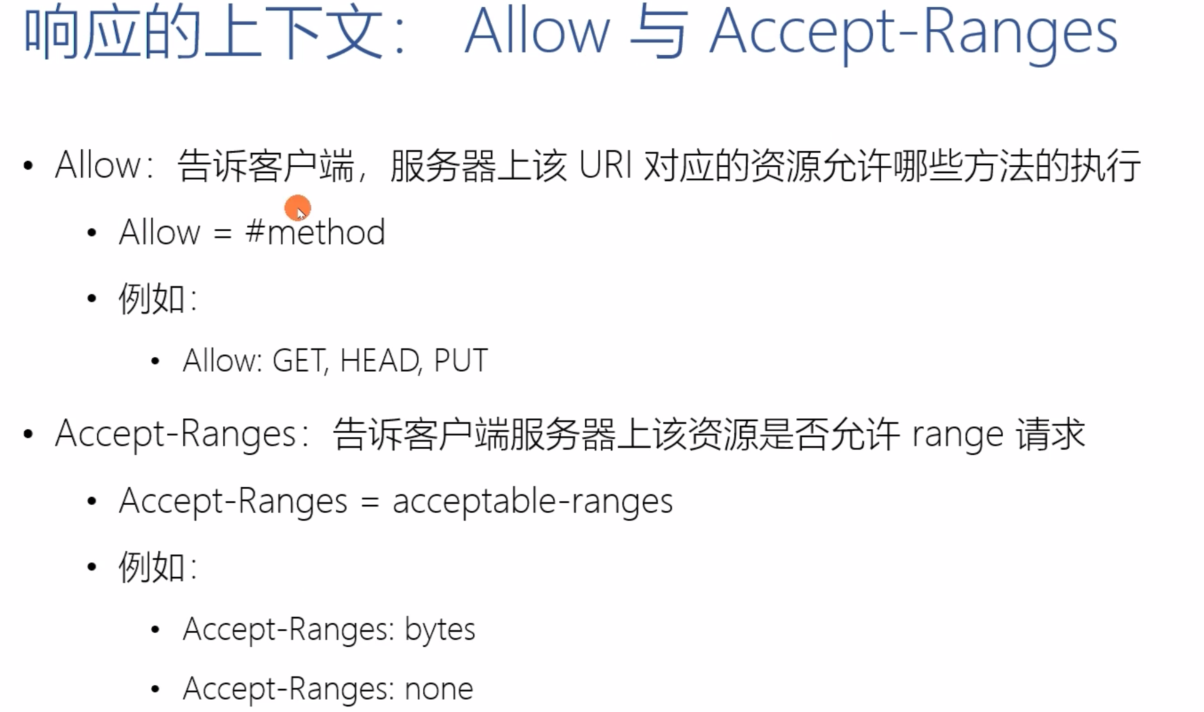 响应的上下文： Allow 与 Accept-Ranges
• Allow：告诉客户端，服务器上该 URI 对应的资源允许哪些方法的执行
• Allow = #method
• 例如：
• Allow: GET, HEAD, PUT
• Accept-Ranges：告诉客户端服务器上该资源是否允许 range 请求
• Accept-Ranges = acceptable-ranges
• 例如：
• Accept-Ranges: bytes
• Accept-Ranges: none